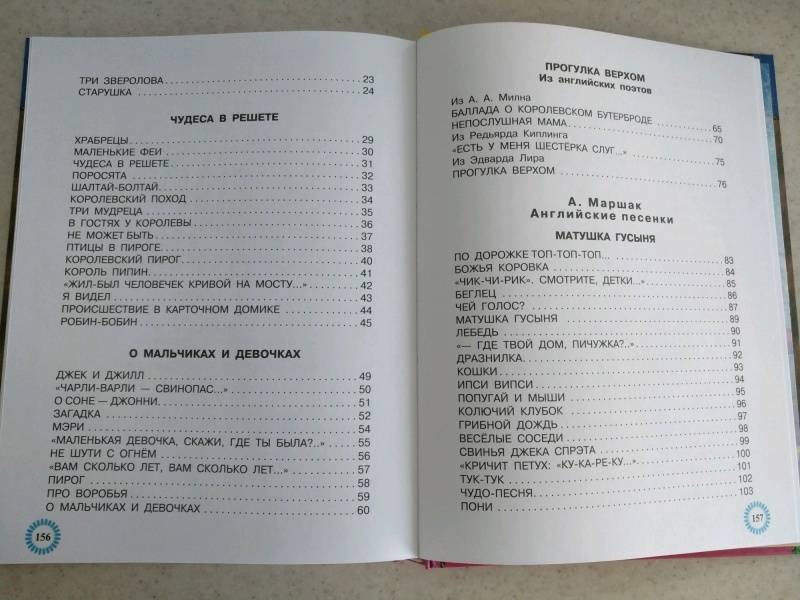 ТРИ ЗВЕРОЛОВА 23
СТАРУШКА 24
ЧУДЕСА В РЕШЕТЕ
ХРАБРЕЦЫ 29
МАЛЕНЬКИЕ ФЕИ 30
ЧУДЕСА В РЕШЕТЕ 31
ПОРОСЯТА 32
ШАЛТАЙ-БОЛТАЙ 33
КОРОЛЕВСКИЙ ПОХОД 34
ТРИ МУДРЕЦА 35
В ГОСТЯХ У КОРОЛЕВЫ 36
НЕ МОЖЕТ БЫТЬ 37
ПТИЦЫ В ПИРОГЕ 38
КОРОЛЕВСКИЙ ПИРОГ 40
КОРОЛЬ ПИПИН 41
«ЖИЛ-БЫЛ ЧЕЛОВЕЧЕК КРИВОЙ НА МОСТУ...» 42
Я ВИДЕЛ 43
ПРОИСШЕСТВИЕ В КАРТОЧНОМ ДОМИКЕ 44
РОБИН-БОБИН 45
О МАЛЬЧИКАХ И ДЕВОЧКАХ
ДЖЕК И ДЖИЛЛ 49
«ЧАРЛИ-ВАРЛИ — СВИНОПАС...» 50
О СОНЕ — ДЖОННИ 51
ЗАГАДКА 52
МЭРИ 54
«МАЛЕНЬКАЯ ДЕВОЧКА, СКАЖИ, ГДЕ ТЫ БЫЛА?..» 55
НЕ ШУТИ С ОГНЁМ 56
«ВАМ СКОЛЬКО ЛЕТ, ВАМ СКОЛЬКО ЛЕТ...» 57
ПИРОГ 58
ПРО ВОРОБЬЯ 59
О МАЛЬЧИКАХ И ДЕВОЧКАХ 60
156
ПРОГУЛКА ВЕРХОМ
Из английских поэтов
Из А. А. Милна
БАЛЛАДА О КОРОЛЕВСКОМ БУТЕРБРОДЕ 65
НЕПОСЛУШНАЯ МАМА 70
Из Редьярда Киплинга
«ЕСТЬ У МЕНЯ ШЕСТЁРКА СЛУГ...» 75
Из Эдварда Лира
ПРОГУЛКА ВЕРХОМ 76
А. Маршак
Английские песенки
МАТУШКА ГУСЫНЯ
ПО ДОРОЖКЕ ТОП-ТОП-ТОП... 83
БОЖЬЯ КОРОВКА 84
«ЧИК-ЧИ-РИК». СМОТРИТЕ, ДЕТКИ...» 85
БЕГЛЕЦ 86
ЧЕЙ ГОЛОС? 87
МАТУШКА ГУСЫНЯ 89
ЛЕБЕДЬ 90
«— ГДЕ ТВОЙ ДОМ, ПИЧУЖКА?..» 91
ДРАЗНИЛКА 92
КОШКИ 93
ИПСИ ВИПСИ 94
ПОПУГАЙ И МЫШИ 95
КОЛЮЧИЙ КЛУБОК 96
ГРИБНОЙ ДОЖДЬ 97
ВЕСЁЛЫЕ СОСЕДИ 98
СВИНЬЯ ДЖЕКА СПРЭТА 99
«КРИЧИТ ПЕТУХ: «КУ-КА-РЕ-КУ...» 100
ТУК-ТУК 101
ЧУДО-ПЕСНЯ 102
ПОНИ 103
157